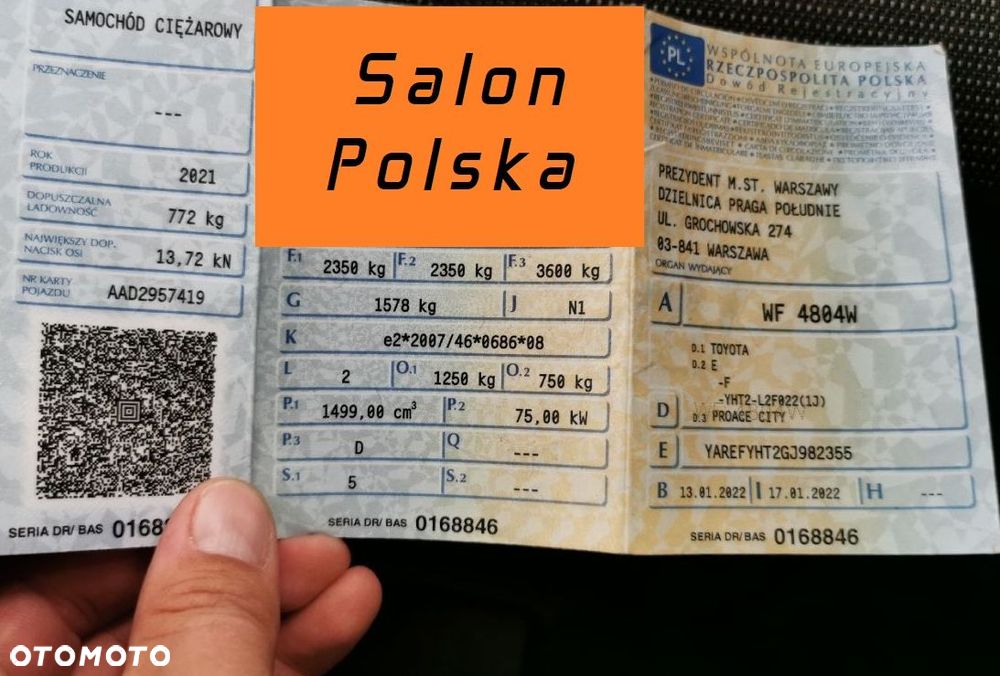 SAMOCHÓD CIĘŻAROWY
PRZEZNACZENIE
---
ROK PRODUKCJI 2021
DOPUSZCZALNA ŁADOWNOŚĆ 772 kg
NAJWIĘKSZY DOP. NACISK OSI 13,72 kN
NR KARTY POJAZDU AAD2957419
SERIA DR/ BAS 0168
Salon
Polska
F.1 2350 kg F.2 2350 kg F.3 3600 kg
G 1578 kg J N1
K e2*2007/46*0686*08
L 2 O.1 1250 kg O.2 750 kg
P.1 1499,00 cm³ P.2 75,00 kW
P.3 D Q ---
S.1 5 S.2 ---
SERIA DR/ BAS 0168846
PL
WSPÓLNOTA EUROPEJSKA
RZECZPOSPOLITA POLSKA
Dowód Rejestracyjny
PREZYDENT M.ST. WARSZAWY
DZIELNICA PRAGA POŁUDNIE
UL. GROCHOWSKA 274
03-841 WARSZAWA
ORGAN WYDAJĄCY
A WF 4804W
D.1 TOYOTA
D.2 E
-F
-YHT2-L2F022(1J)
D D.3 PROACE CITY
E YAREFYHT2GJ982355
B 13.01.2022 I 17.01.2022 H ---
SERIA DR/ BAS 0168846
OTOMOTO